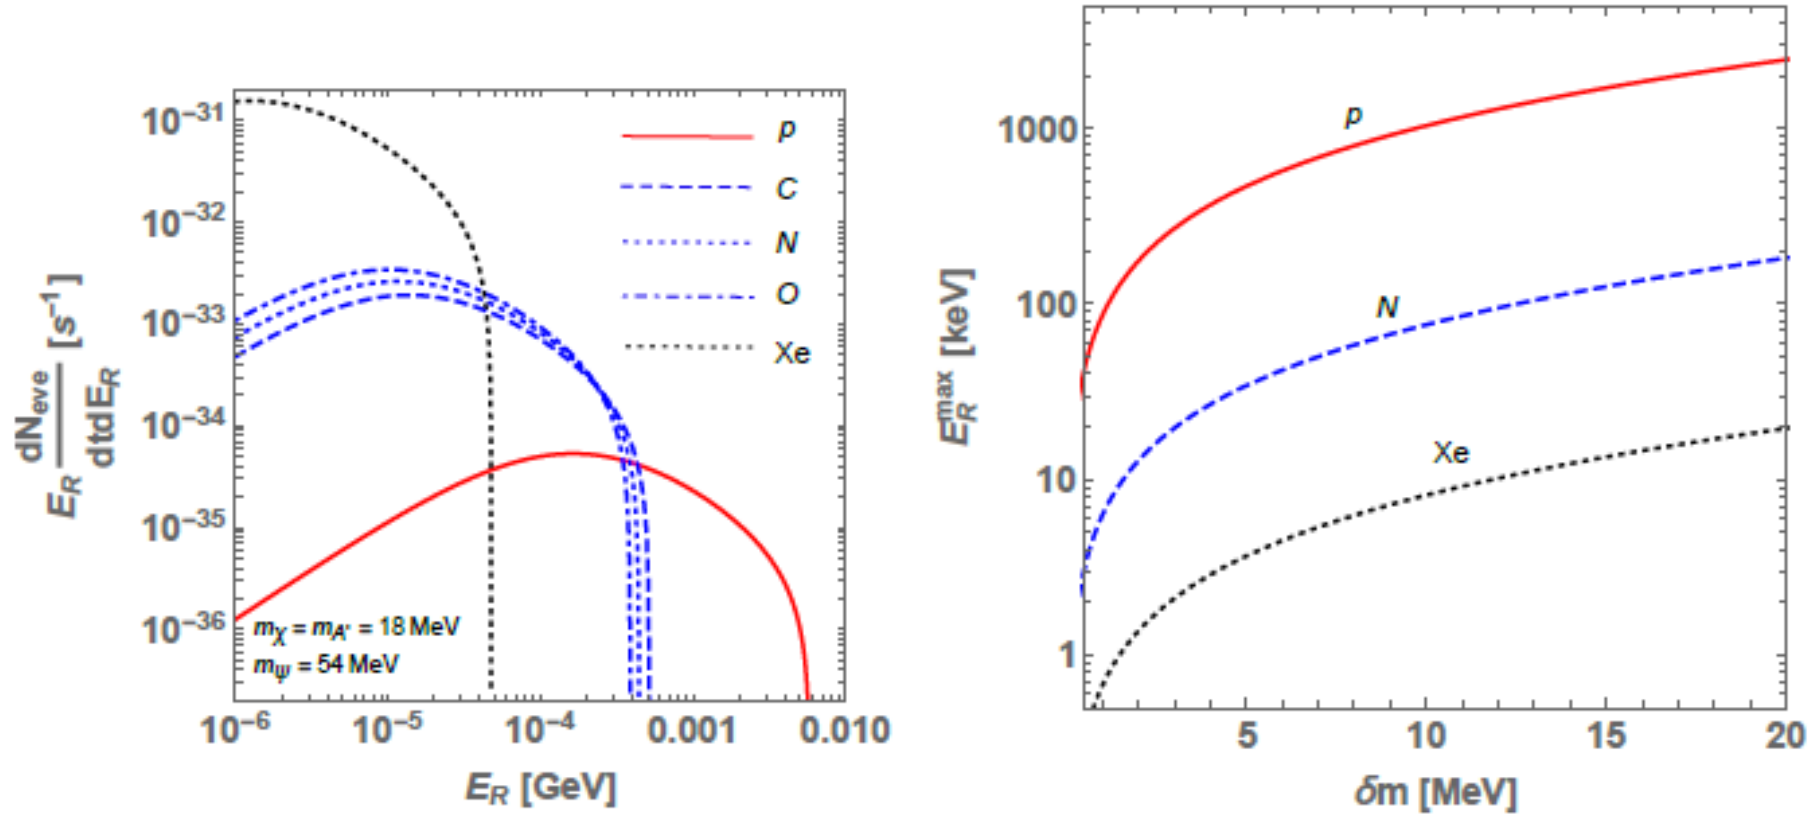 10⁻³¹
10⁻³²
10⁻³³
10⁻³⁴
10⁻³⁵
10⁻³⁶
E_R dN_eve/dtdE_R [s⁻¹]
p
C
N
O
Xe
m_χ = m_A' = 18 MeV
m_ψ = 54 MeV
10⁻⁶ 10⁻⁵ 10⁻⁴ 0.001 0.010
E_R [GeV]
1000
100
10
1
E_R^max [keV]
p
N
Xe
5 10 15 20
δm [MeV]